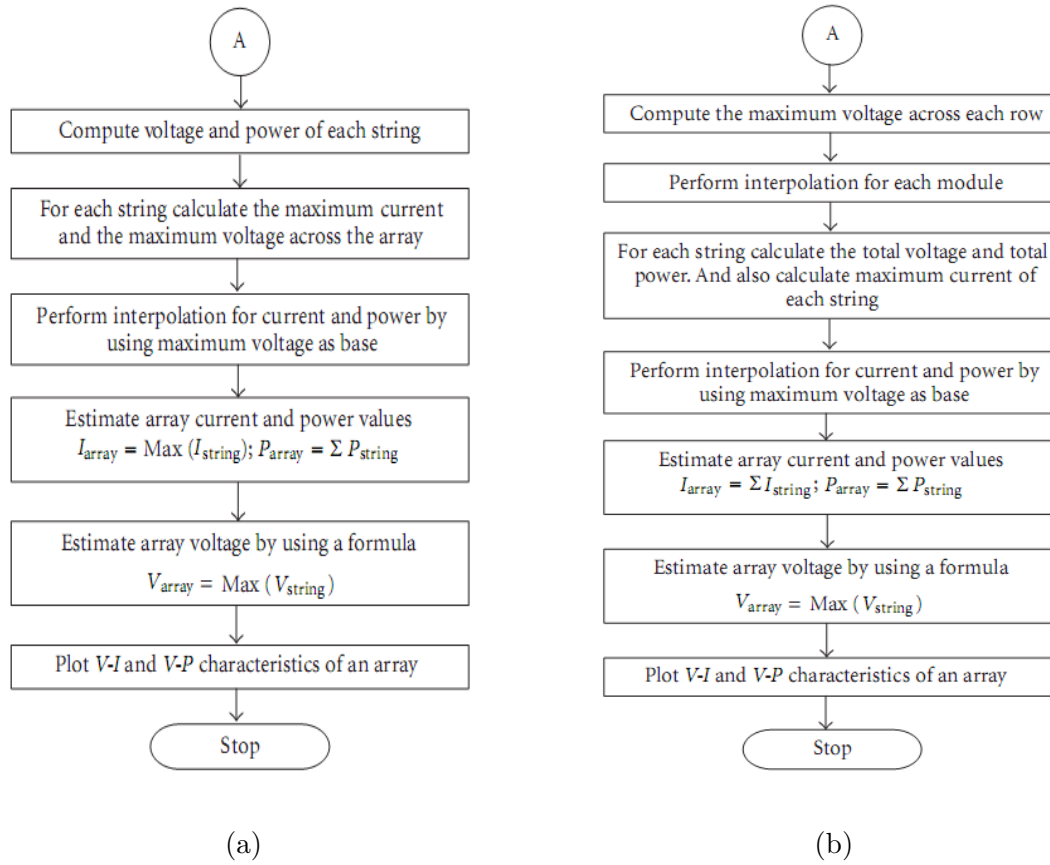 A
Compute voltage and power of each string
For each string calculate the maximum current
and the maximum voltage across the array
Perform interpolation for current and power by
using maximum voltage as base
Estimate array current and power values
I_array = Max (I_string); P_array = Σ P_string
Estimate array voltage by using a formula
V_array = Max (V_string)
Plot V-I and V-P characteristics of an array
Stop
(a)
A
Compute the maximum voltage across each row
Perform interpolation for each module
For each string calculate the total voltage and total
power. And also calculate maximum current of
each string
Perform interpolation for current and power by
using maximum voltage as base
Estimate array current and power values
I_array = Σ I_string; P_array = Σ P_string
Estimate array voltage by using a formula
V_array = Max (V_string)
Plot V-I and V-P characteristics of an array
Stop
(b)